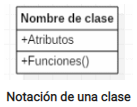 Nombre de clase
+Atributos
+Funciones()
Notación de una clase